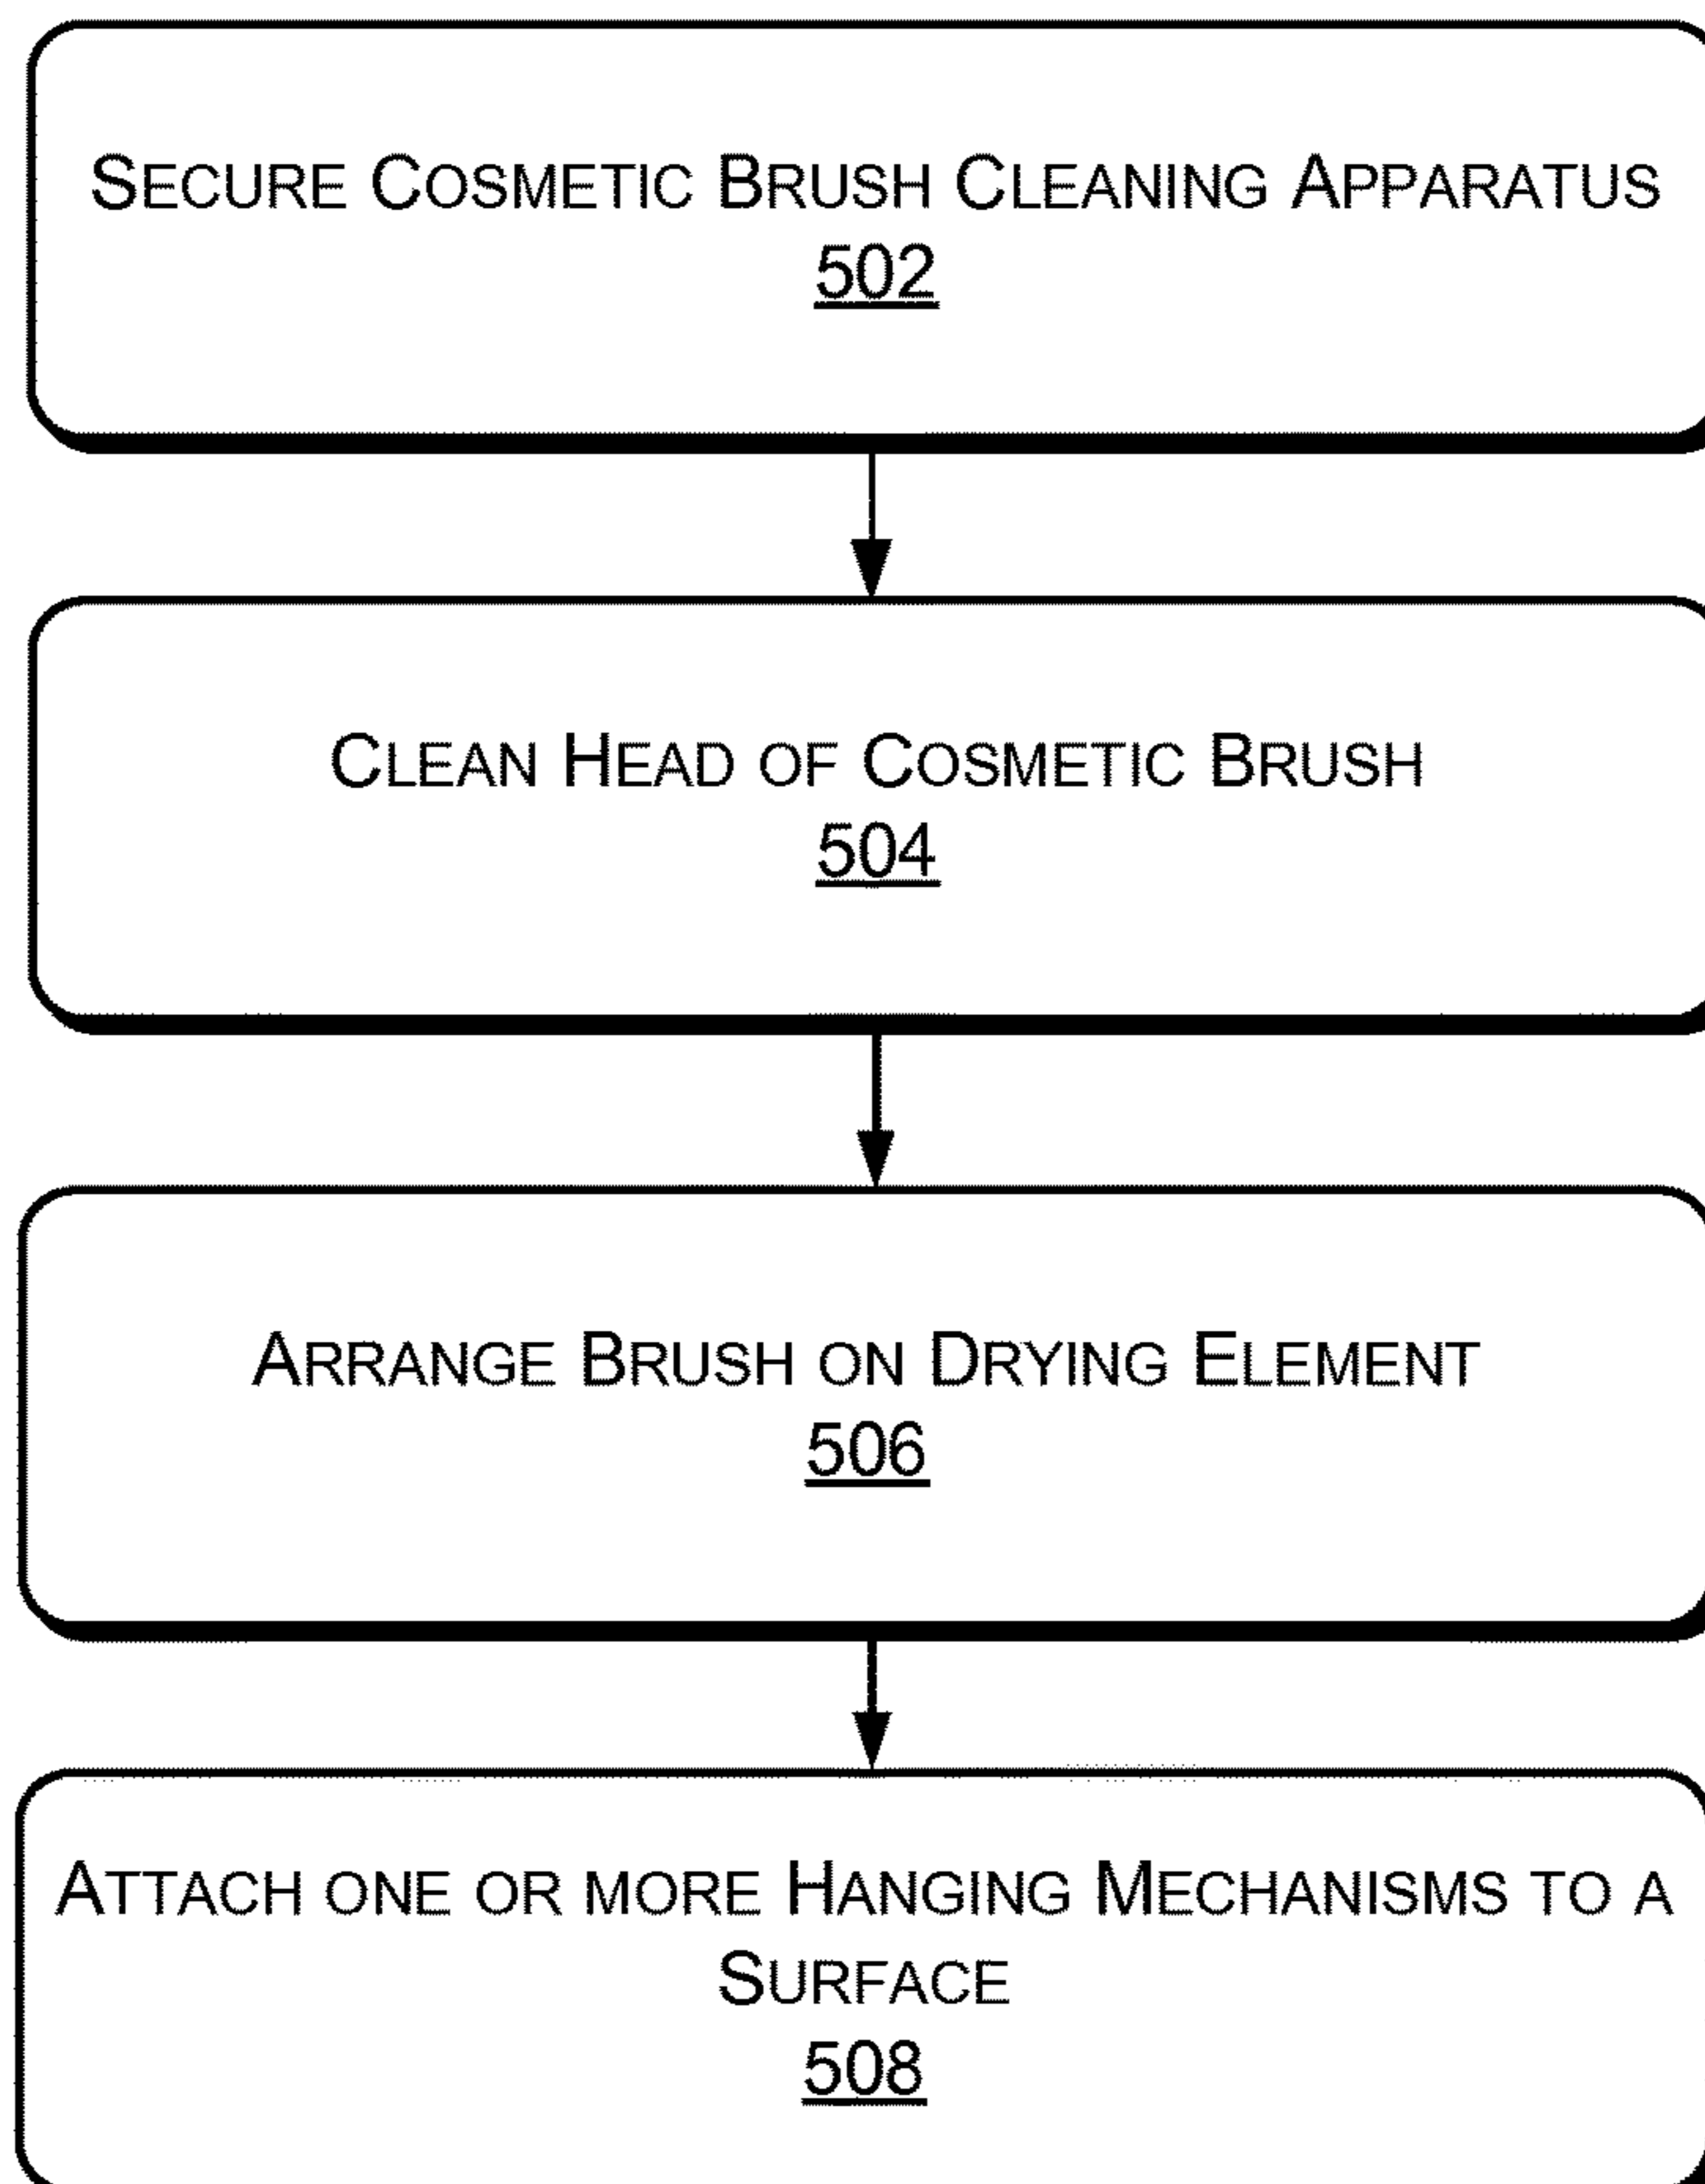 SECURE COSMETIC BRUSH CLEANING APPARATUS
502
CLEAN HEAD OF COSMETIC BRUSH
504
ARRANGE BRUSH ON DRYING ELEMENT
506
ATTACH ONE OR MORE HANGING MECHANISMS TO A
SURFACE
508